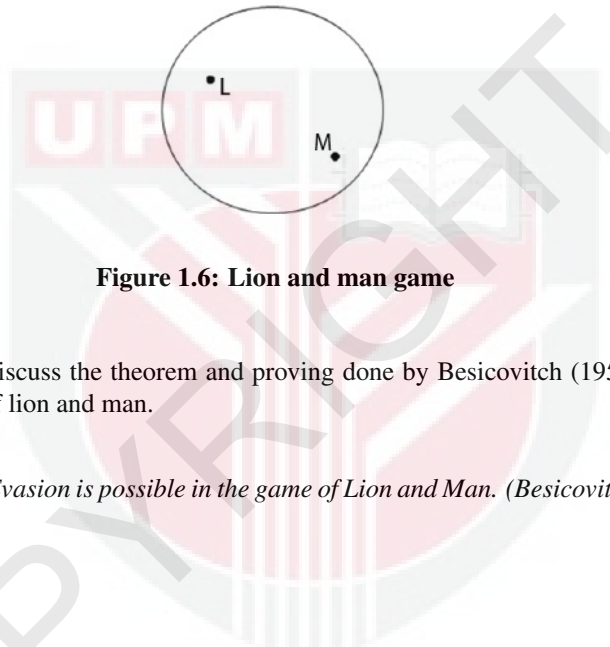 L
UPM
M
Figure 1.6: Lion and man game
iscuss the theorem and proving done by Besicovitch (195
f lion and man.
vasion is possible in the game of Lion and Man. (Besicovit
PYRIGHT